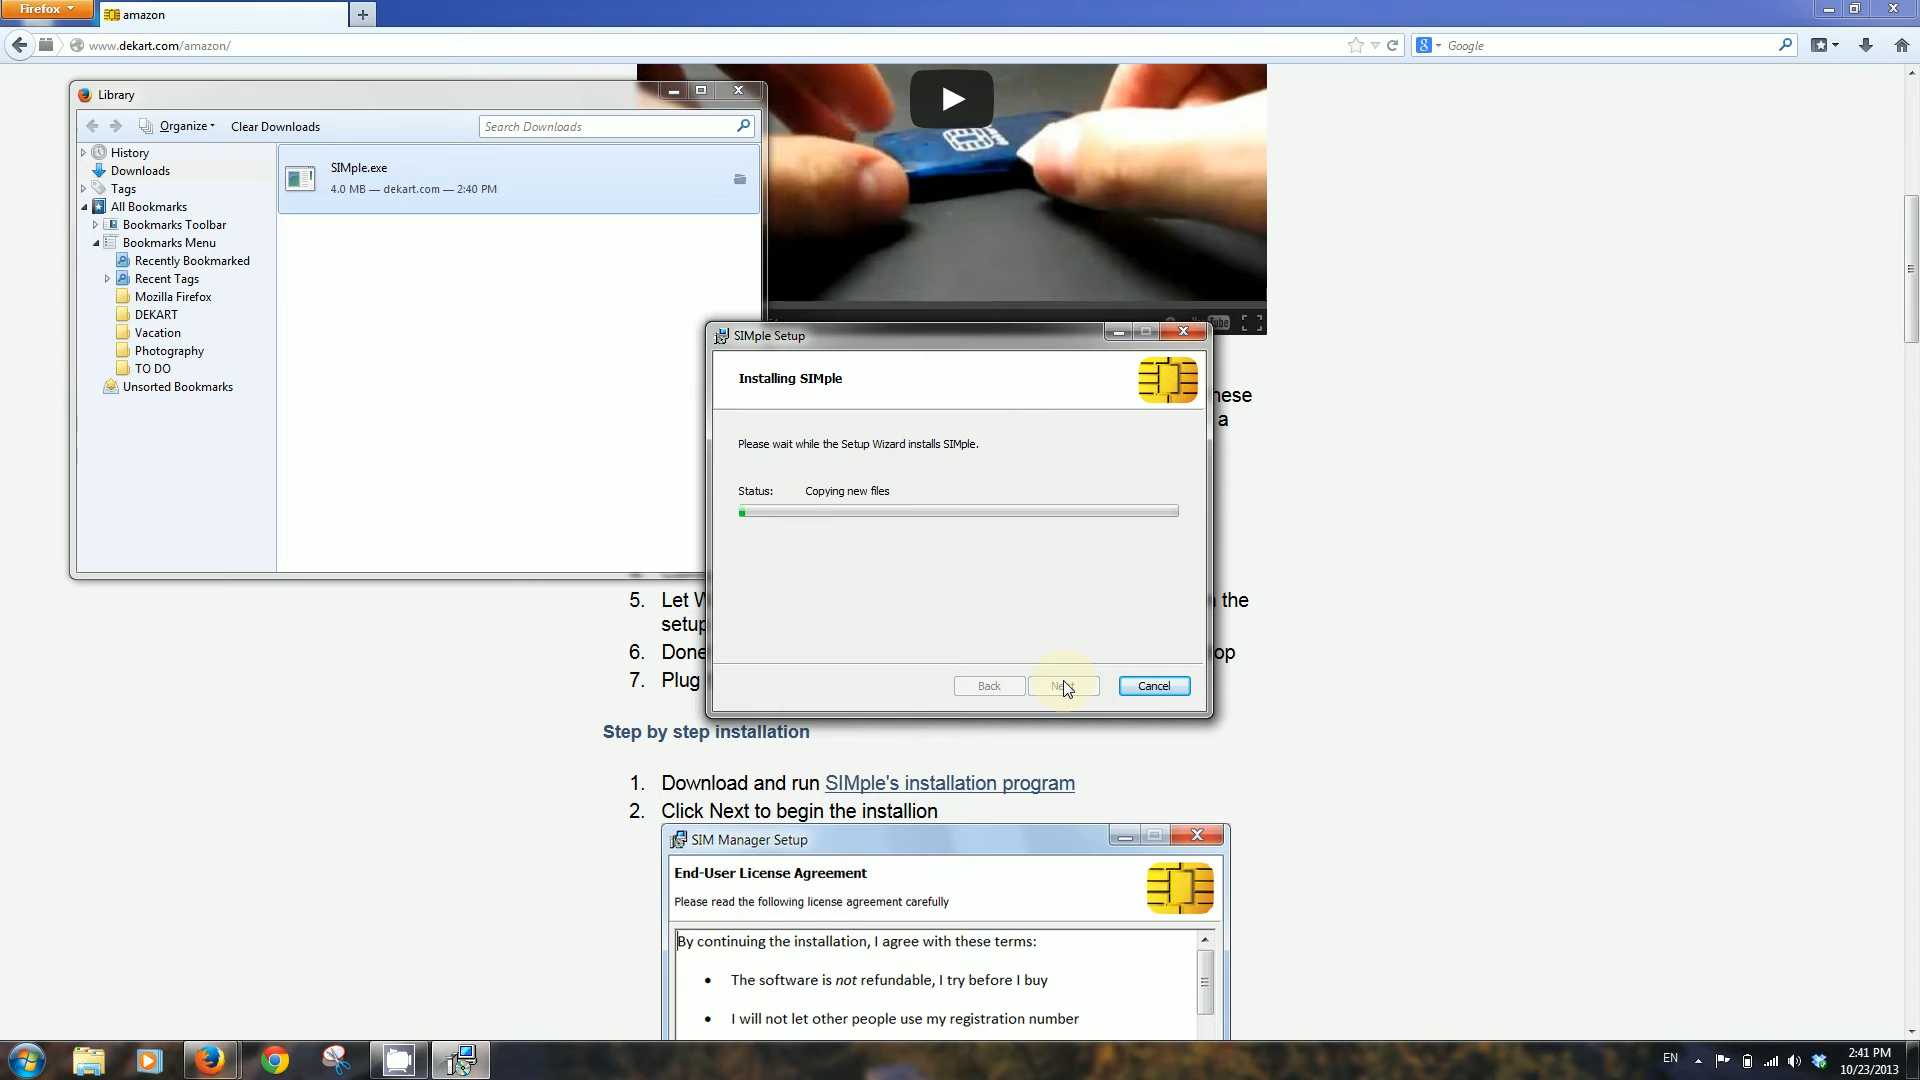 Firefox
amazon
www.dekart.com/amazon/
Google
Library
Organize
Clear Downloads
Search Downloads
History
Downloads
Tags
All Bookmarks
Bookmarks Toolbar
Bookmarks Menu
Recently Bookmarked
Recent Tags
Mozilla Firefox
DEKART
Vacation
Photography
TO DO
Unsorted Bookmarks
SIMple.exe
4.0 MB — dekart.com — 2:40 PM
SIMple Setup
Installing SIMple
Please wait while the Setup Wizard installs SIMple.
Status: Copying new files
Back
Cancel
hese
a
5. Let W
the
setup
6. Done
op
7. Plug
Step by step installation
1. Download and run SIMple's installation program
2. Click Next to begin the installion
SIM Manager Setup
End-User License Agreement
Please read the following license agreement carefully
By continuing the installation, I agree with these terms:
• The software is not refundable, I try before I buy
• I will not let other people use my registration number
EN
2:41 PM
10/23/2013